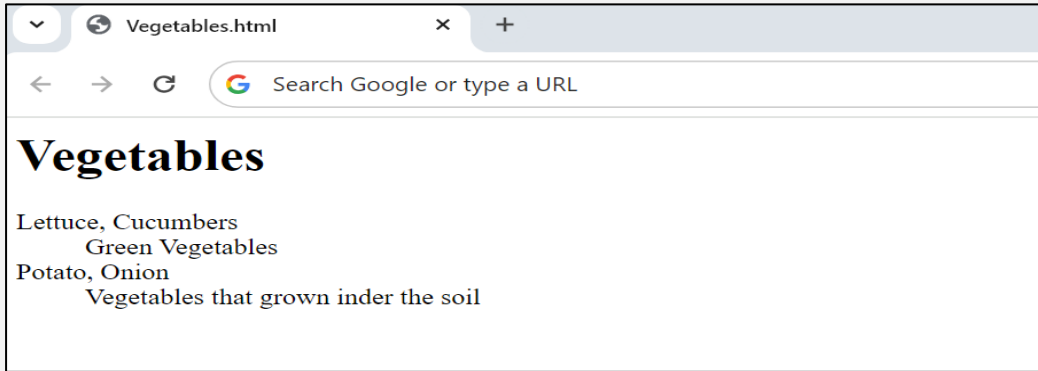 Vegetables.html
Search Google or type a URL
Vegetables
Lettuce, Cucumbers
Green Vegetables
Potato, Onion
Vegetables that grown inder the soil